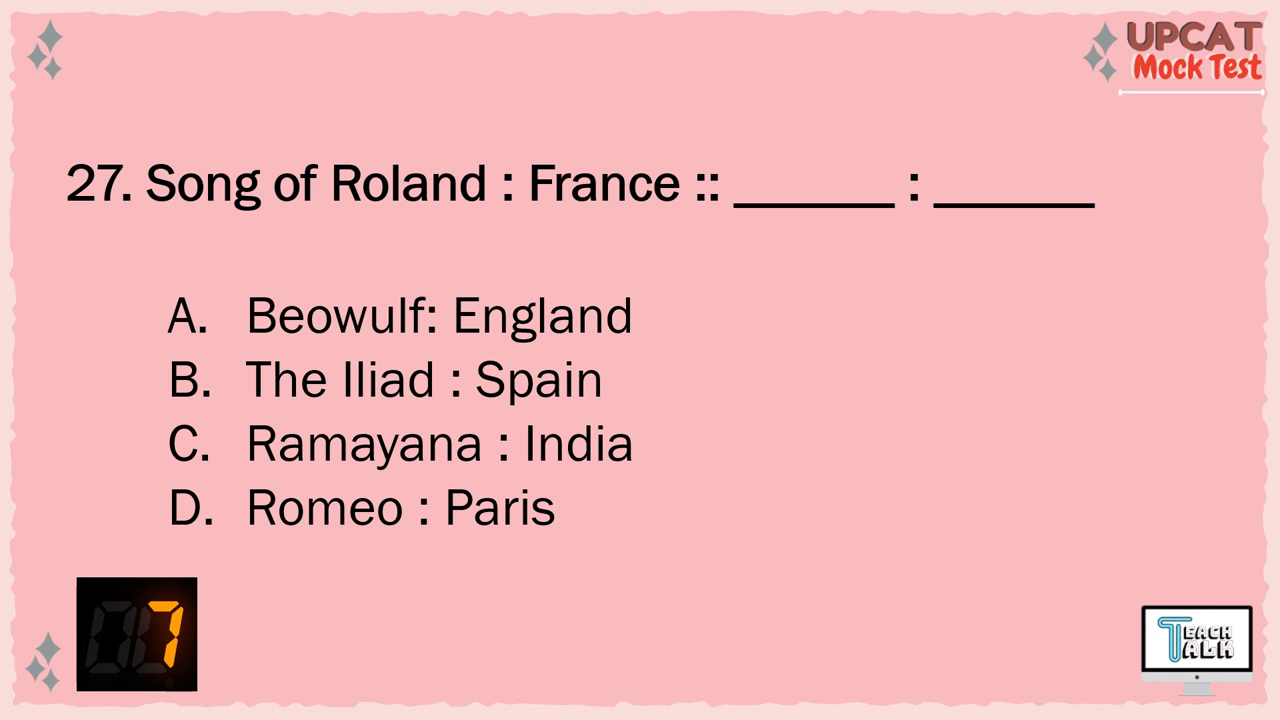 UPCAT
Mock Test
27. Song of Roland : France :: ______ : ______
A. Beowulf: England
B. The Iliad : Spain
C. Ramayana : India
D. Romeo : Paris
7
TEACH
TALK